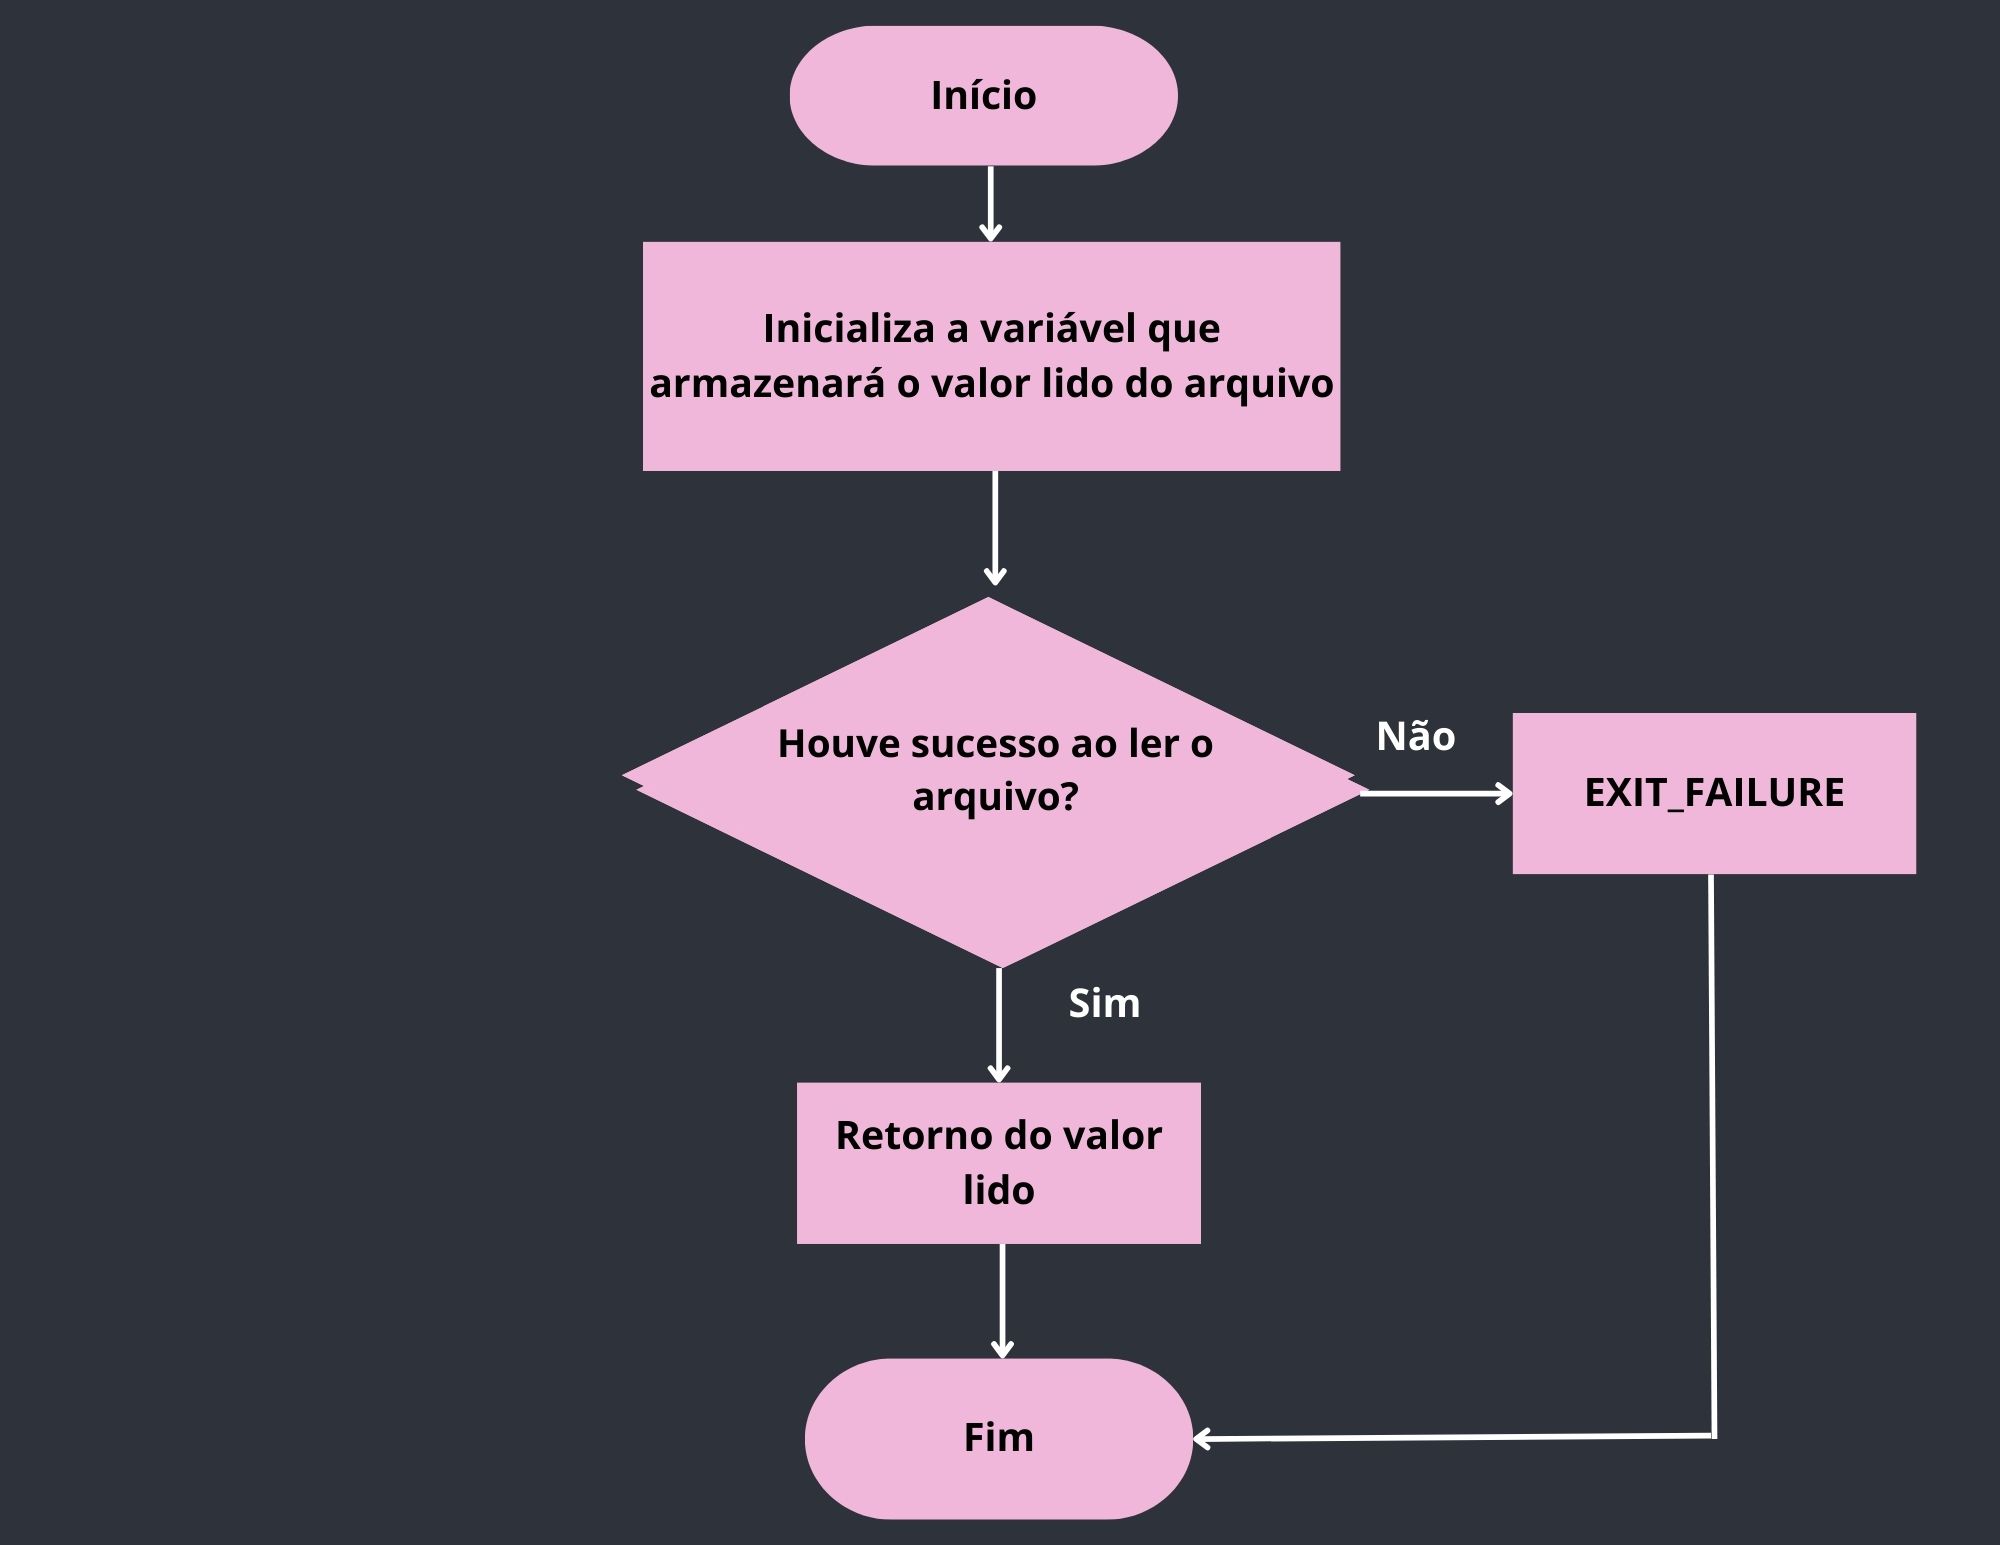 Início
Inicializa a variável que
armazenará o valor lido do arquivo
Houve sucesso ao ler o
arquivo?
Não
EXIT_FAILURE
Sim
Retorno do valor
lido
Fim